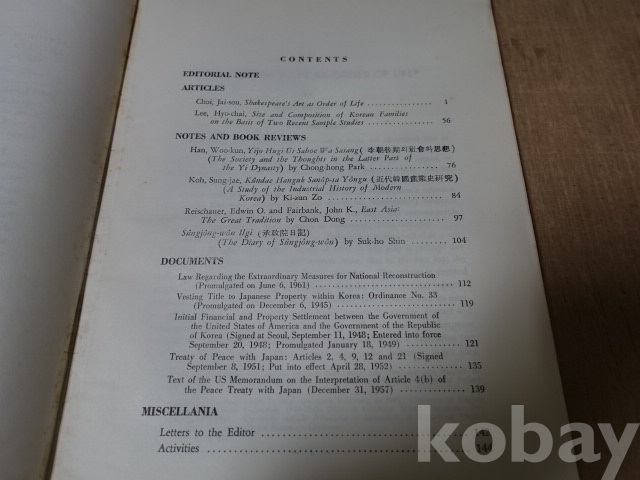 CONTENTS
EDITORIAL NOTE
ARTICLES
Choi, Jai-sou, Shakespeare's Art as Order of Life 1
Lee, Hyo-chai, Size and Composition of Korean Families
on the Basis of Two Recent Sample Studies 56
NOTES AND BOOK REVIEWS
Han, Woo-kun, Yijo Hugi Ui Sahoe Wa Sasang (李朝後期의社會와思想)
(The Society and the Thoughts in the Latter Part of
the Yi Dynasty) by Chong-hong Park 76
Koh, Sung-jae, Kŭndae Hanguk Sanŏp-sa Yŏngu (近代韓國産業史研究)
(A Study of the Industrial History of Modern
Korea) by Ki-zun Zo 84
Reischauer, Edwin O. and Fairbank, John K., East Asia:
The Great Tradition by Chon Dong 97
Sŭngjŏng-wŏn Ilgi (承政院日記)
(The Diary of Sŭngjŏng-wŏn) by Suk-ho Shin 104
DOCUMENTS
Law Regarding the Extraordinary Measures for National Reconstruction
(Promulgated on June 6, 1961) 112
Vesting Title to Japanese Property within Korea: Ordinance No. 33
(Promulgated on December 6, 1945) 119
Initial Financial and Property Settlement between the Government of
the United States of America and the Government of the Republic
of Korea (Signed at Seoul, September 11, 1948; Entered into force
September 20, 1948; Promulgated January 18, 1949) 121
Treaty of Peace with Japan: Articles 2, 4, 9, 12 and 21 (Signed
September 8, 1951; Put into effect April 28, 1952) 135
Text of the US Memorandum on the Interpretation of Article 4(b) of
the Peace Treaty with Japan (December 31, 1957) 139
MISCELLANIA
Letters to the Editor
Activities
kobay